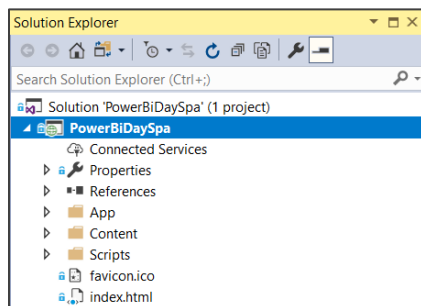 Solution Explorer
Search Solution Explorer (Ctrl+;)
Solution 'PowerBiDaySpa' (1 project)
PowerBiDaySpa
Connected Services
Properties
References
App
Content
Scripts
favicon.ico
index.html